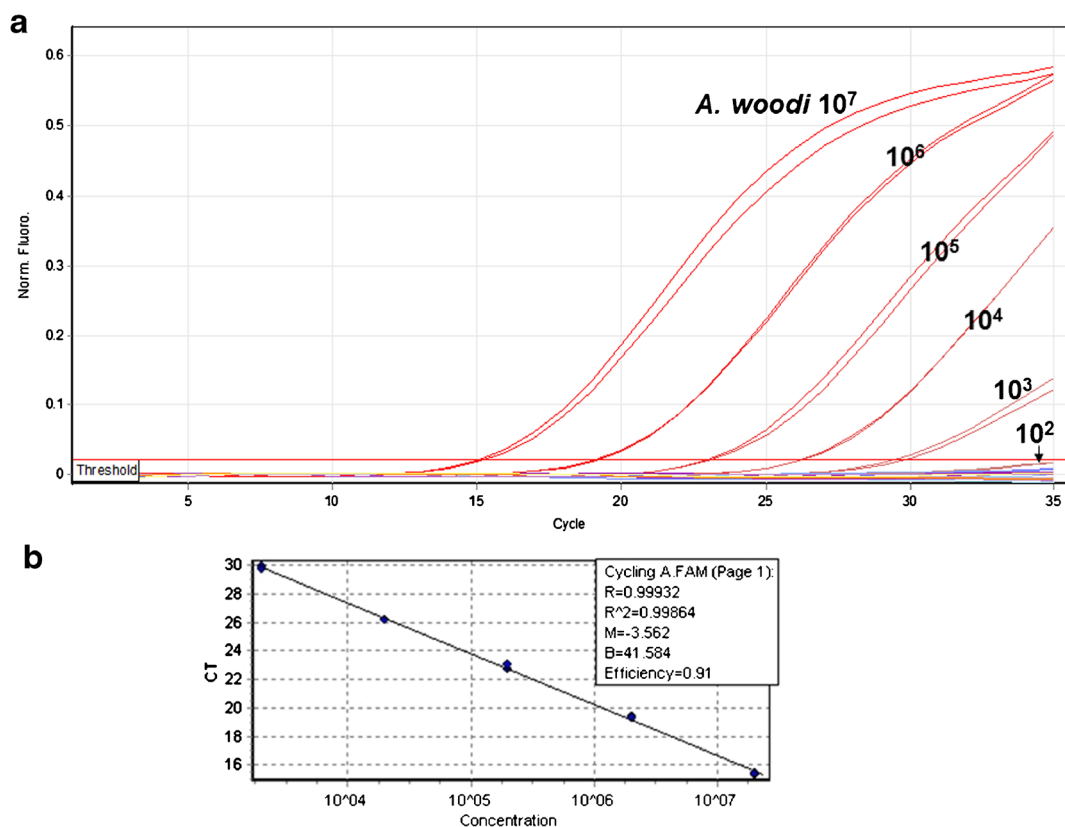 a
0.6
0.5
0.4
0.3
0.2
0.1
0
Norm. Fluoro.
A. woodi 10⁷
10⁶
10⁵
10⁴
10³
10²
Threshold
5
10
15
20
25
30
35
Cycle
b
30
28
26
24
22
20
18
16
CT
Cycling A.FAM (Page 1):
R=0.99932
R^2=0.99864
M=-3.562
B=41.584
Efficiency=0.91
10^04
10^05
10^06
10^07
Concentration